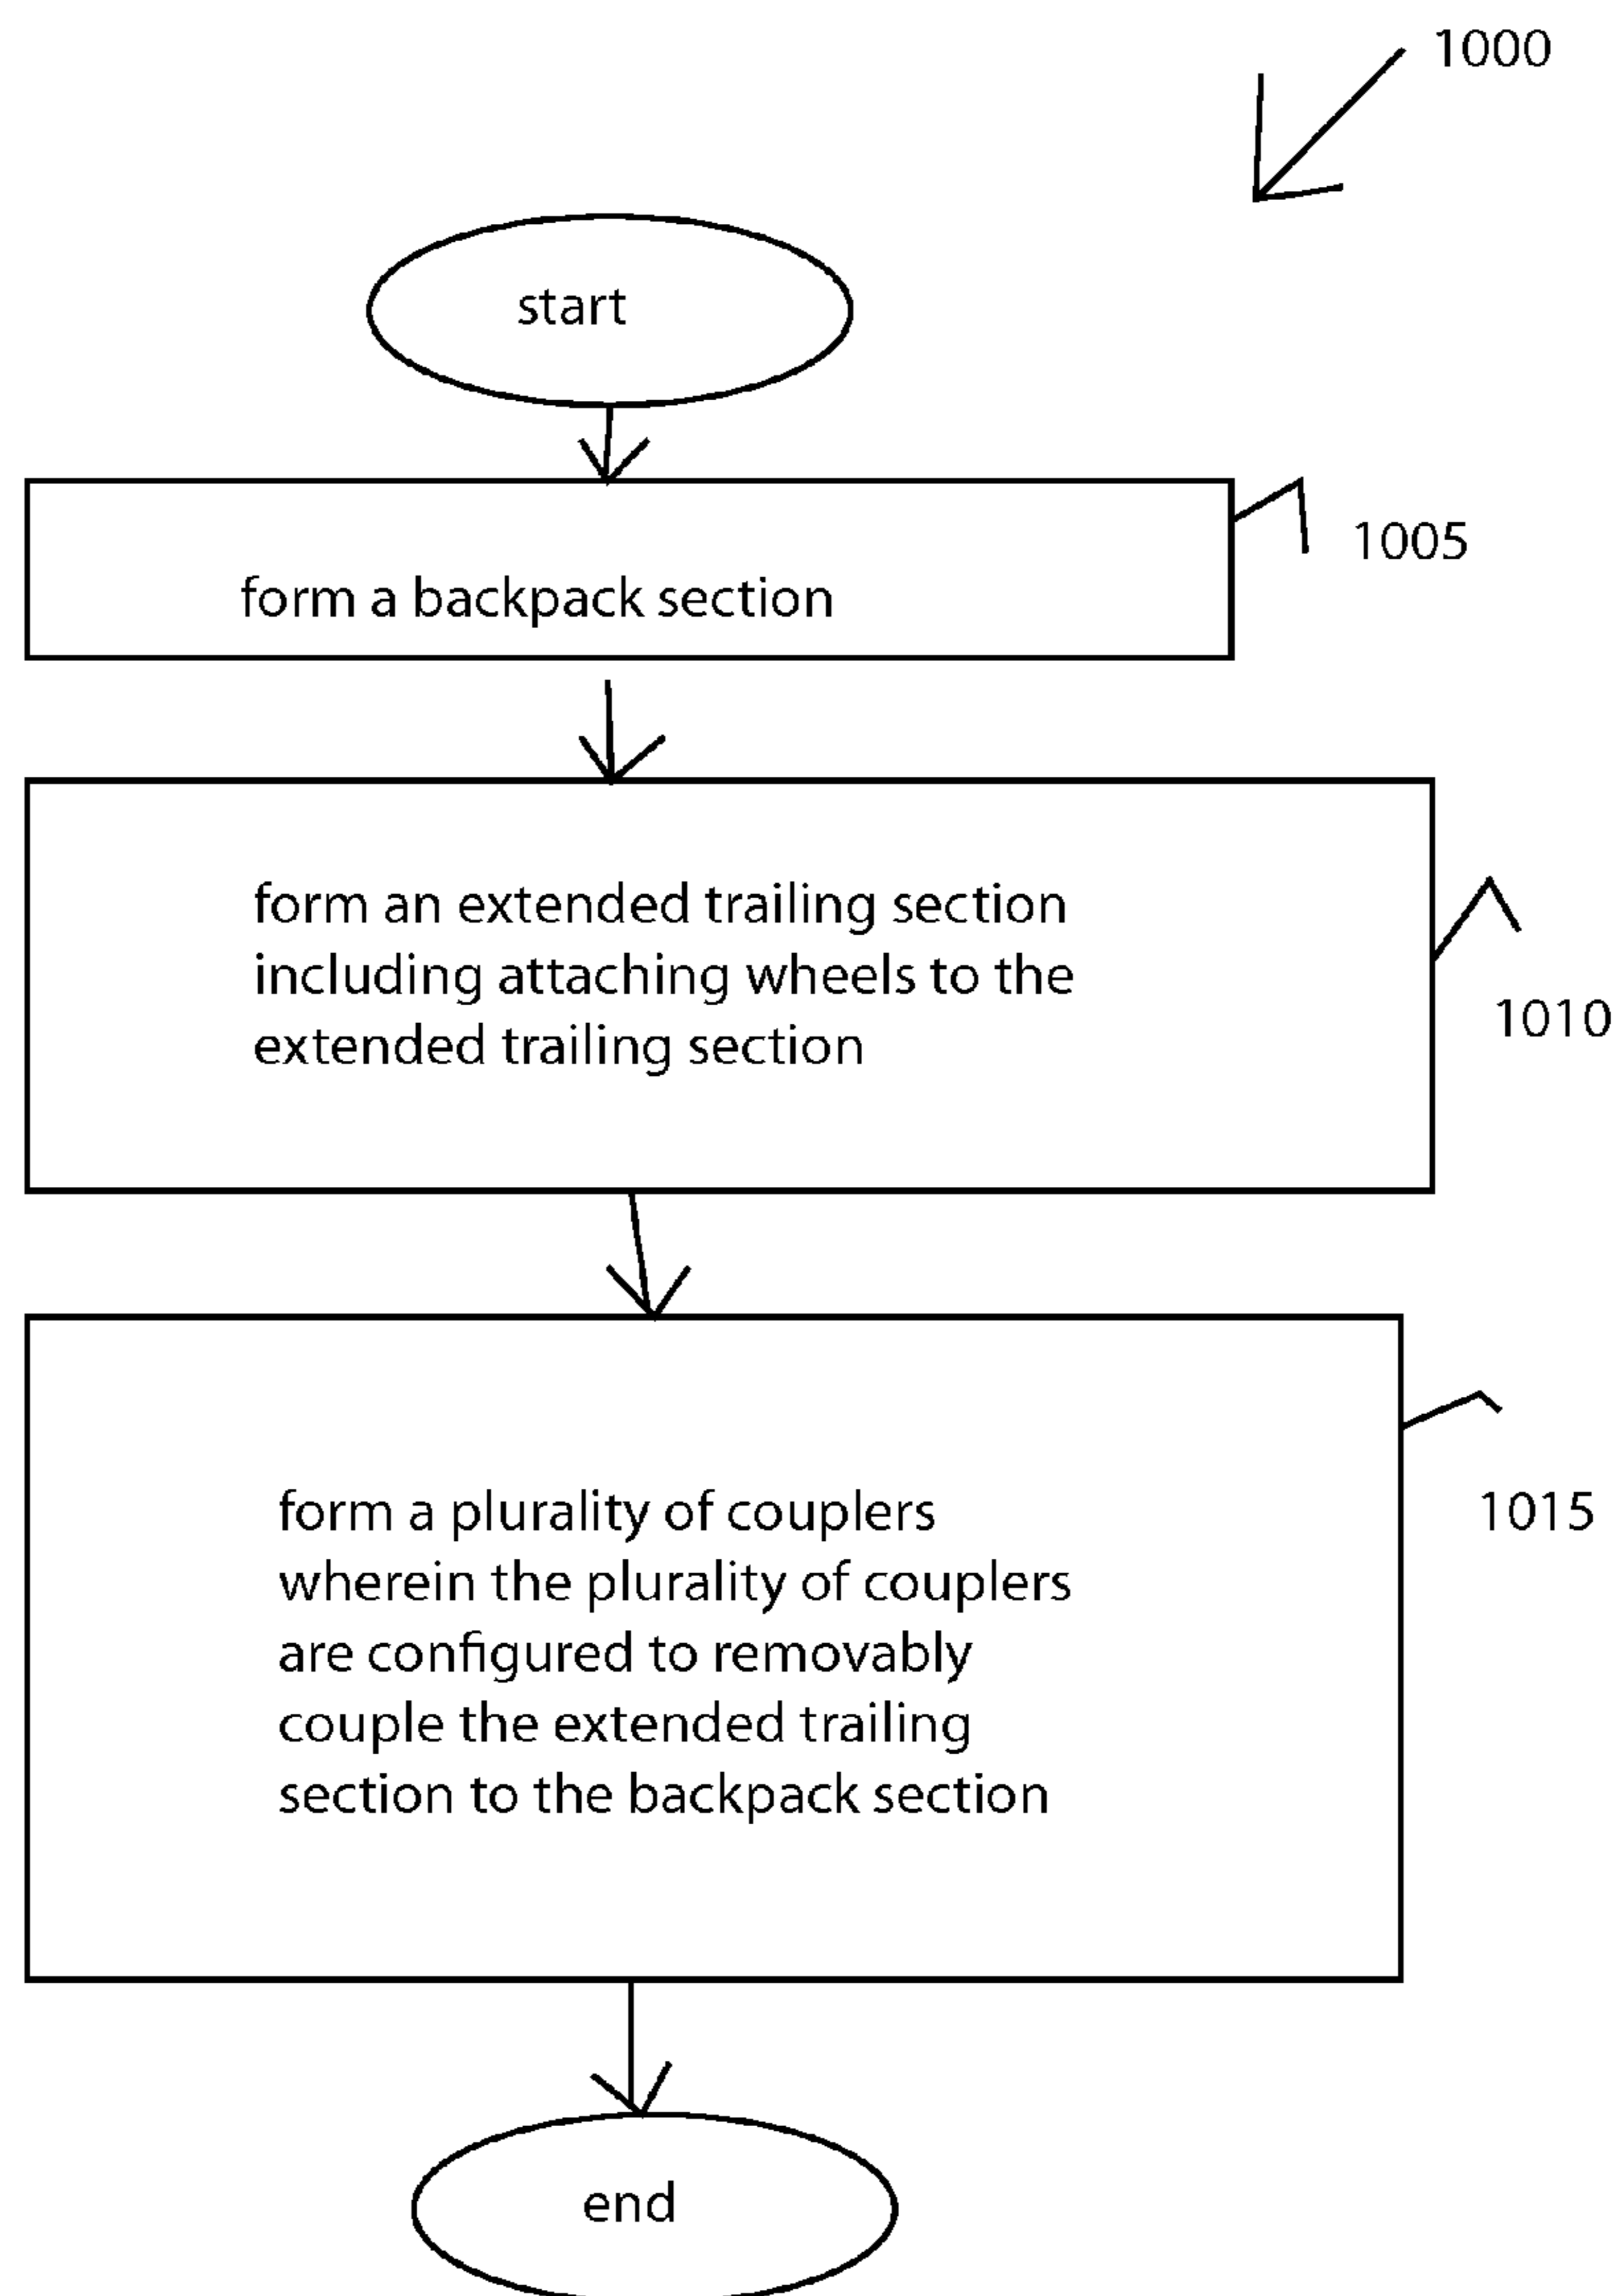 1000
start
1005
form a backpack section
form an extended trailing section
including attaching wheels to the
extended trailing section
1010
form a plurality of couplers
wherein the plurality of couplers
are configured to removably
couple the extended trailing
section to the backpack section
1015
end